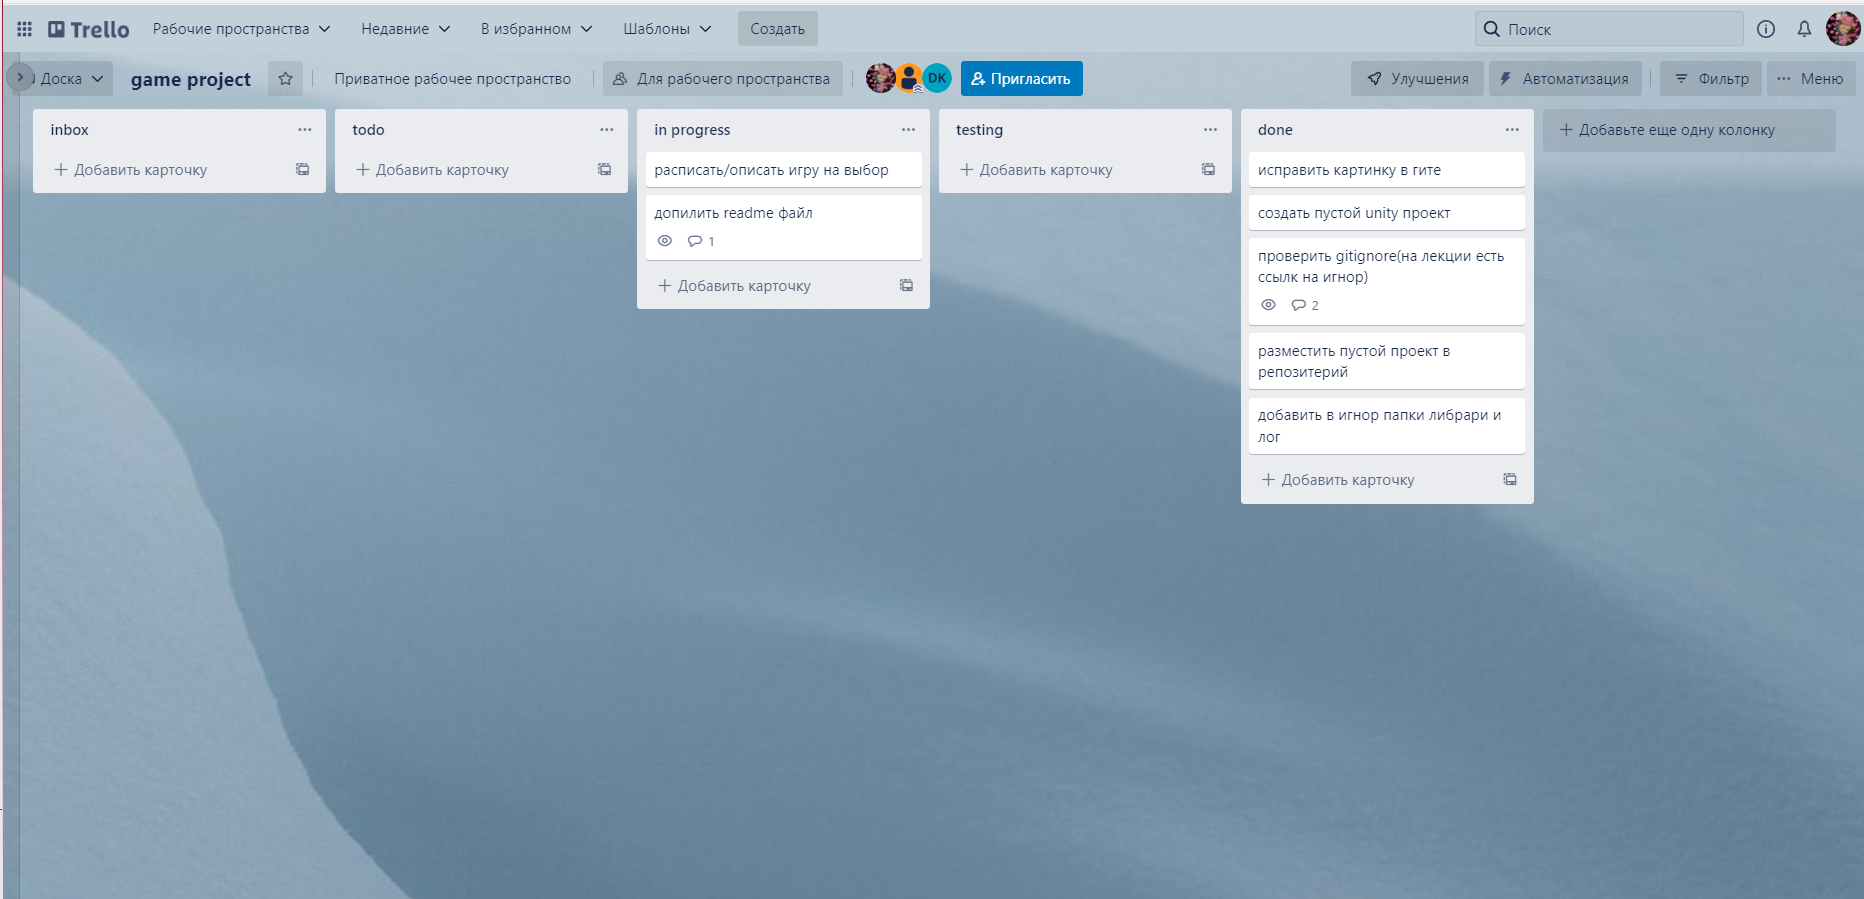 Trello Рабочие пространства Недавние В избранном Шаблоны Создать Поиск
Доска game project Приватное рабочее пространство Для рабочего пространства DK Пригласить Улучшения Автоматизация Фильтр Меню
inbox
Добавить карточку
todo
Добавить карточку
in progress
расписать/описать игру на выбор
допилить readme файл
1
Добавить карточку
testing
Добавить карточку
done
исправить картинку в гите
создать пустой unity проект
проверить gitignore(на лекции есть
ссылк на игнор)
2
разместить пустой проект в
репозитерий
добавить в игнор папки либрари и
лог
Добавить карточку
Добавьте еще одну колонку